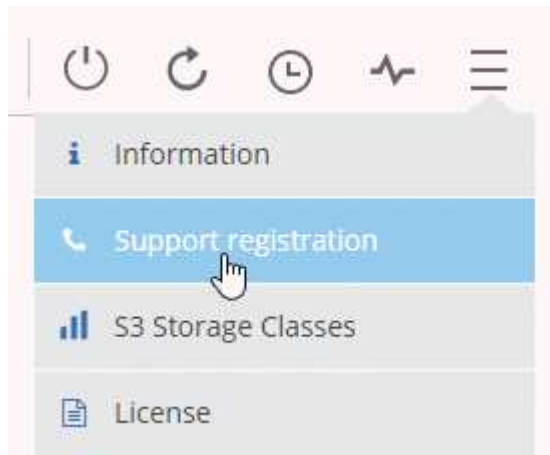 Information
Support registration
S3 Storage Classes
License